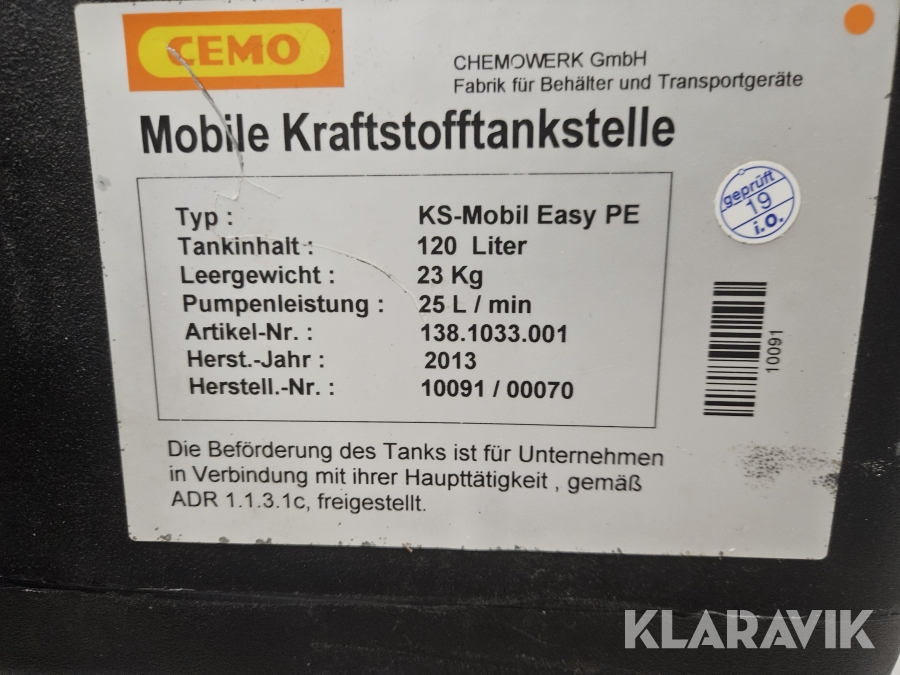 CEMO
CHEMOWERK GmbH
Fabrik für Behälter und Transportgeräte
Mobile Kraftstofftankstelle
Typ : KS-Mobil Easy PE
Tankinhalt : 120 Liter
Leergewicht : 23 Kg
Pumpenleistung : 25 L / min
Artikel-Nr. : 138.1033.001
Herst.-Jahr : 2013
Herstell.-Nr. : 10091 / 00070
geprüft
19
i.O.
10091
Die Beförderung des Tanks ist für Unternehmen
in Verbindung mit ihrer Haupttätigkeit , gemäß
ADR 1.1.3.1c, freigestellt.
KLARAVIK